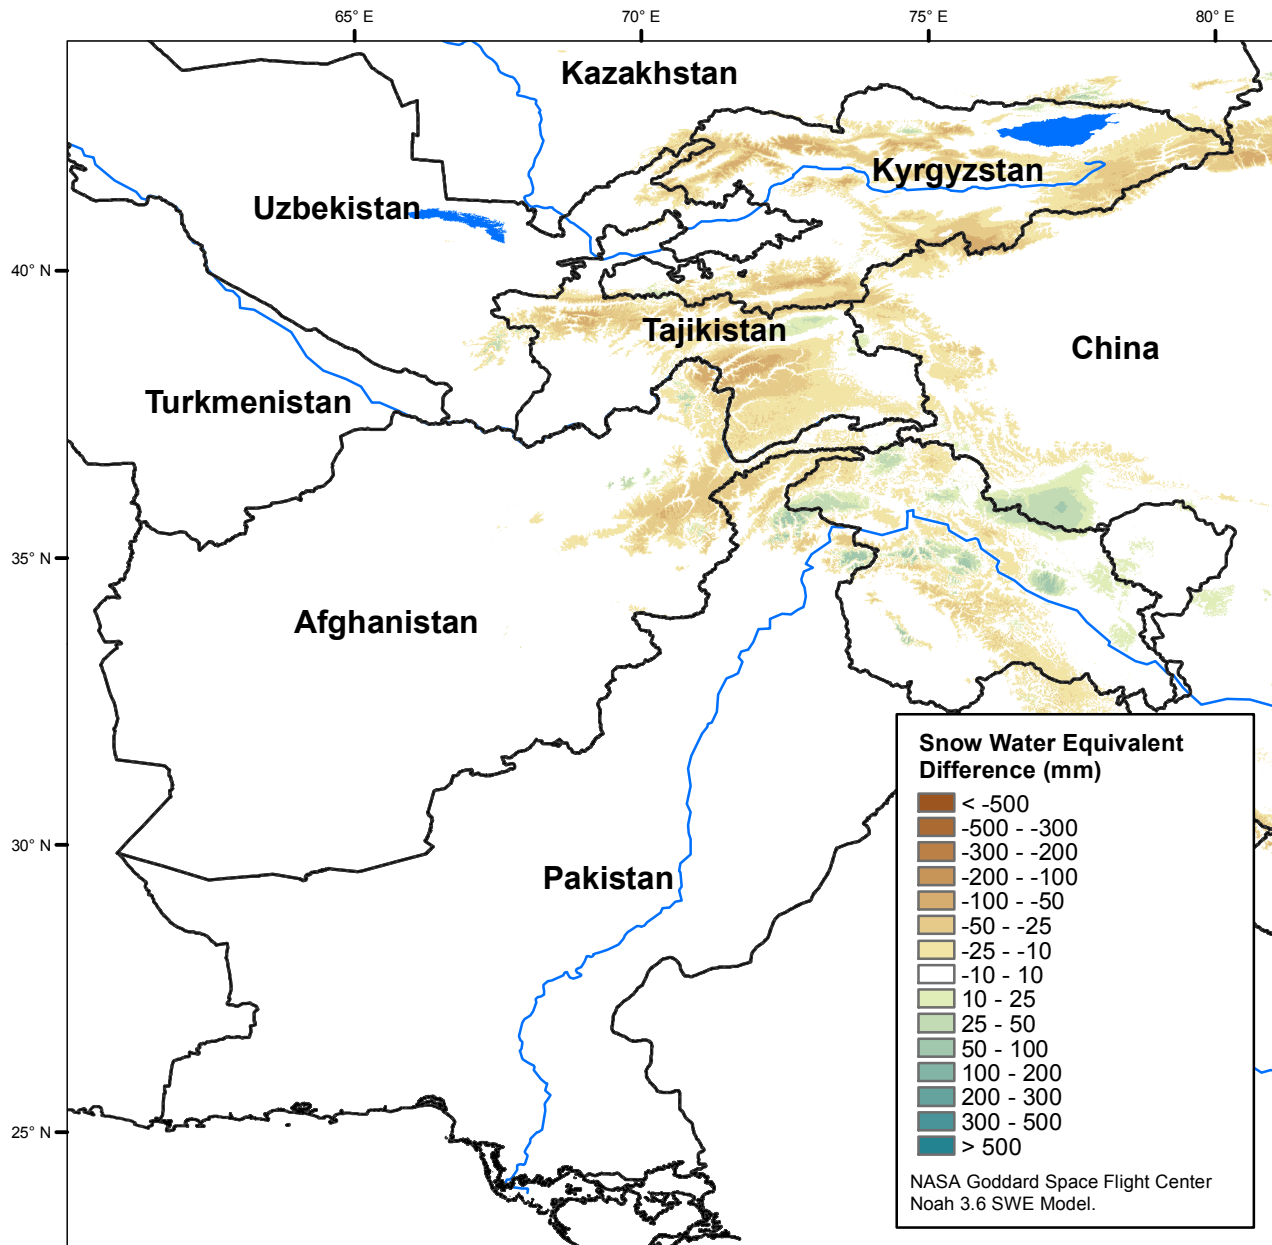 65° E
70° E
75° E
80° E
Kazakhstan
Kyrgyzstan
Uzbekistan
40° N
Tajikistan
China
Turkmenistan
35° N
Afghanistan
Snow Water Equivalent
Difference (mm)
< -500
-500 - -300
-300 - -200
-200 - -100
-100 - -50
-50 - -25
-25 - -10
-10 - 10
10 - 25
25 - 50
50 - 100
100 - 200
200 - 300
300 - 500
> 500
NASA Goddard Space Flight Center
Noah 3.6 SWE Model.
30° N
Pakistan
25° N